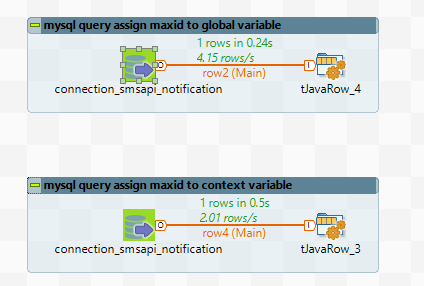 mysql query assign maxid to global variable
1 rows in 0.24s
4.15 rows/s
row2 (Main)
O
I
connection_smsapi_notification
tJavaRow_4
mysql query assign maxid to context variable
1 rows in 0.5s
2.01 rows/s
row4 (Main)
O
I
connection_smsapi_notification
tJavaRow_3